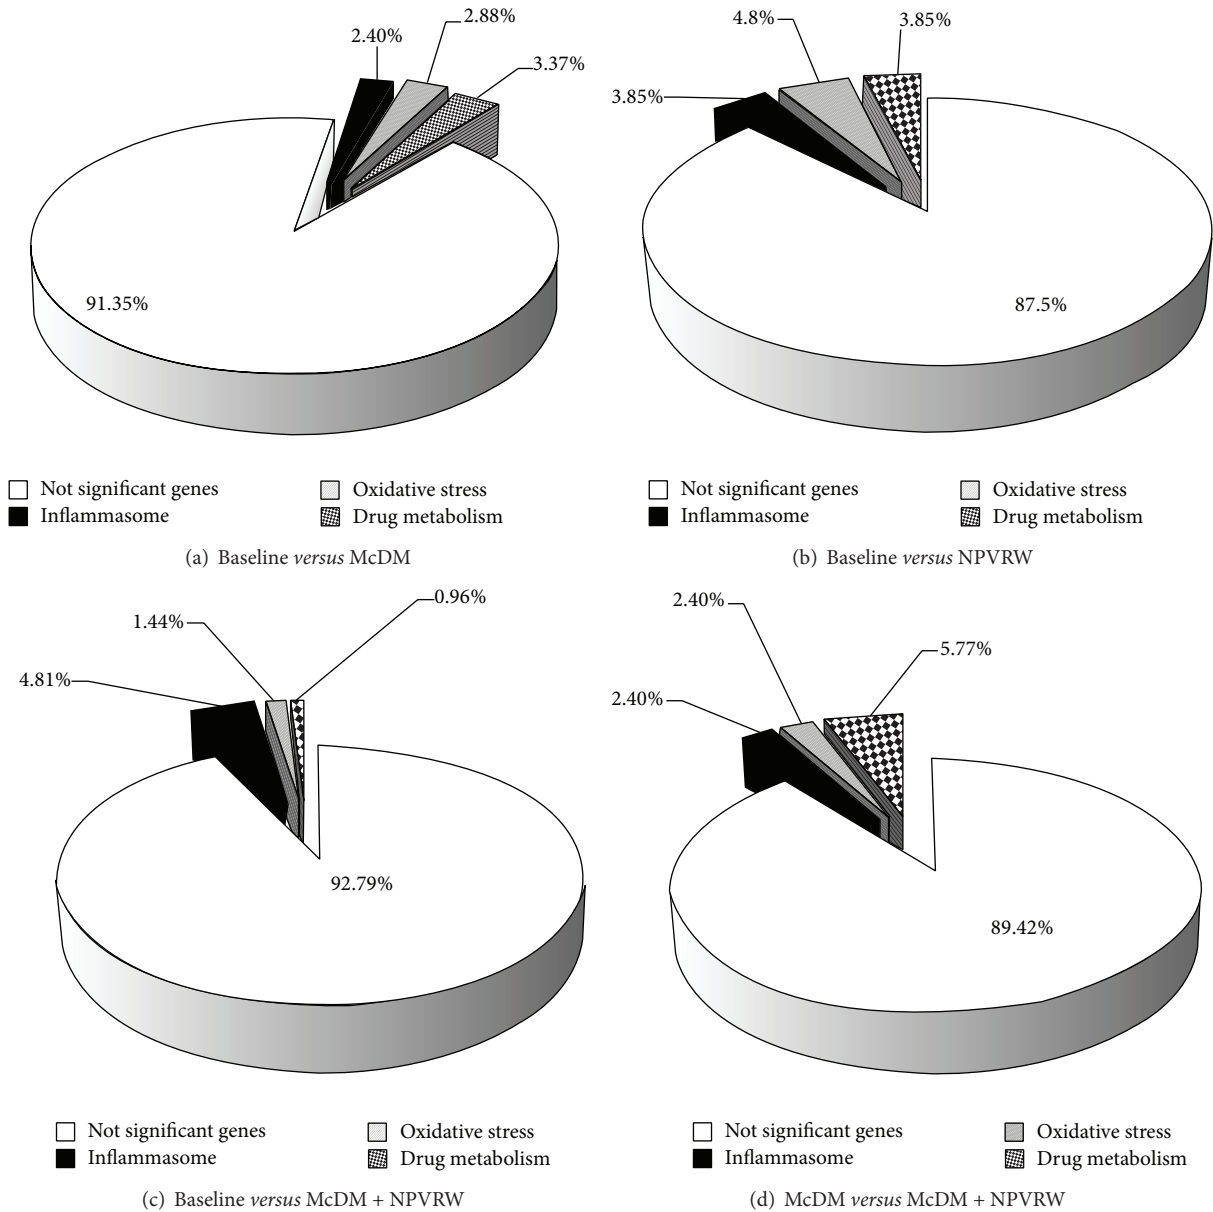 2.40%
2.88%
3.37%
91.35%
Not significant genes
Oxidative stress
Inflammasome
Drug metabolism
(a) Baseline versus McDM
3.85%
4.8%
3.85%
87.5%
Not significant genes
Oxidative stress
Inflammasome
Drug metabolism
(b) Baseline versus NPVRW
4.81%
1.44%
0.96%
92.79%
Not significant genes
Oxidative stress
Inflammasome
Drug metabolism
(c) Baseline versus McDM + NPVRW
2.40%
2.40%
5.77%
89.42%
Not significant genes
Oxidative stress
Inflammasome
Drug metabolism
(d) McDM versus McDM + NPVRW